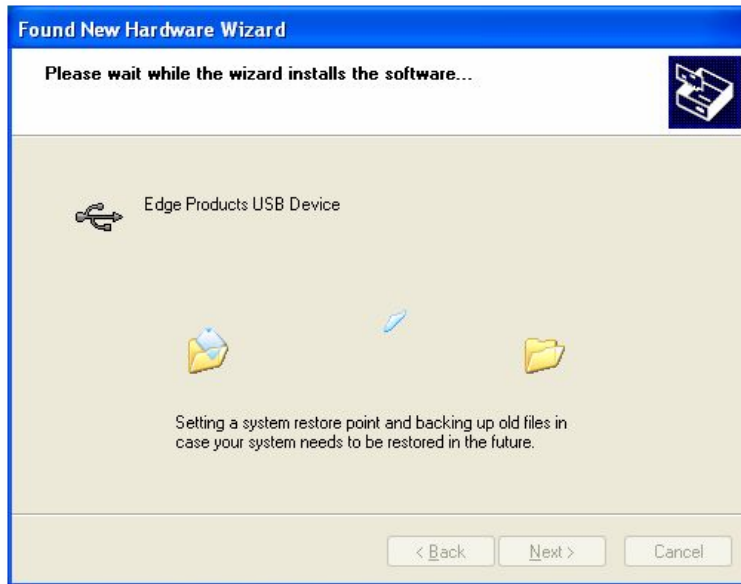 Found New Hardware Wizard
Please wait while the wizard installs the software...
Edge Products USB Device
Setting a system restore point and backing up old files in
case your system needs to be restored in the future.
< Back
Next >
Cancel